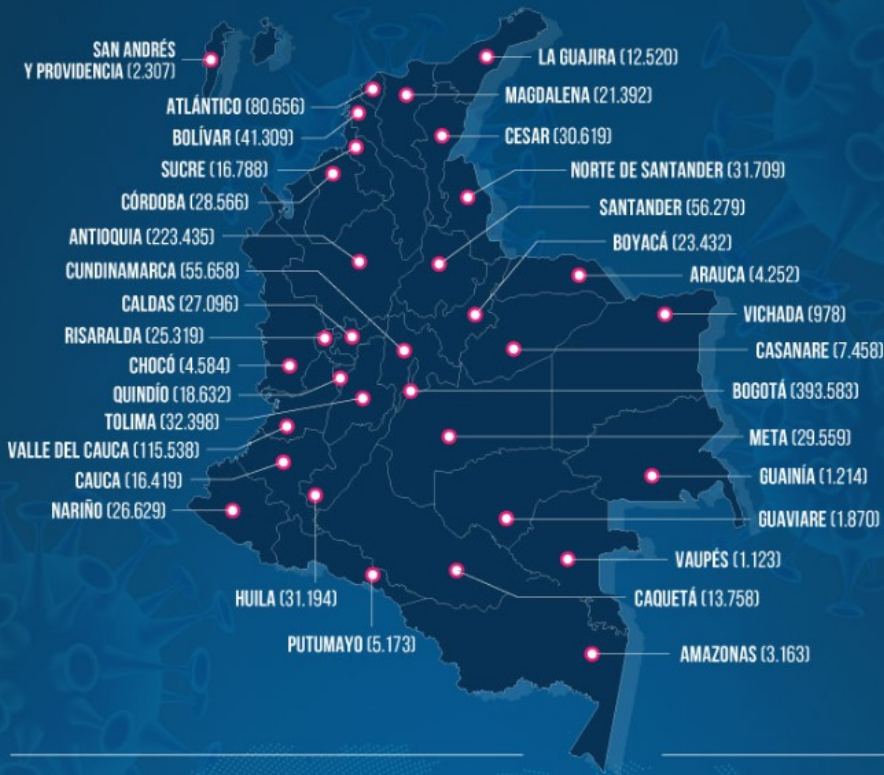 SAN ANDRÉS
Y PROVIDENCIA (2.307)
ATLÁNTICO (80.656)
BOLÍVAR (41.309)
SUCRE (16.788)
CÓRDOBA (28.566)
ANTIOQUIA (223.435)
CUNDINAMARCA (55.658)
CALDAS (27.096)
RISARALDA (25.319)
CHOCÓ (4.584)
QUINDÍO (18.632)
TOLIMA (32.398)
VALLE DEL CAUCA (115.538)
CAUCA (16.419)
NARIÑO (26.629)
HUILA (31.194)
PUTUMAYO (5.173)
LA GUAJIRA (12.520)
MAGDALENA (21.392)
CESAR (30.619)
NORTE DE SANTANDER (31.709)
SANTANDER (56.279)
BOYACÁ (23.432)
ARAUCA (4.252)
VICHADA (978)
CASANARE (7.458)
BOGOTÁ (393.583)
META (29.559)
GUAINÍA (1.214)
GUAVIARE (1.870)
VAUPÉS (1.123)
CAQUETÁ (13.758)
AMAZONAS (3.163)